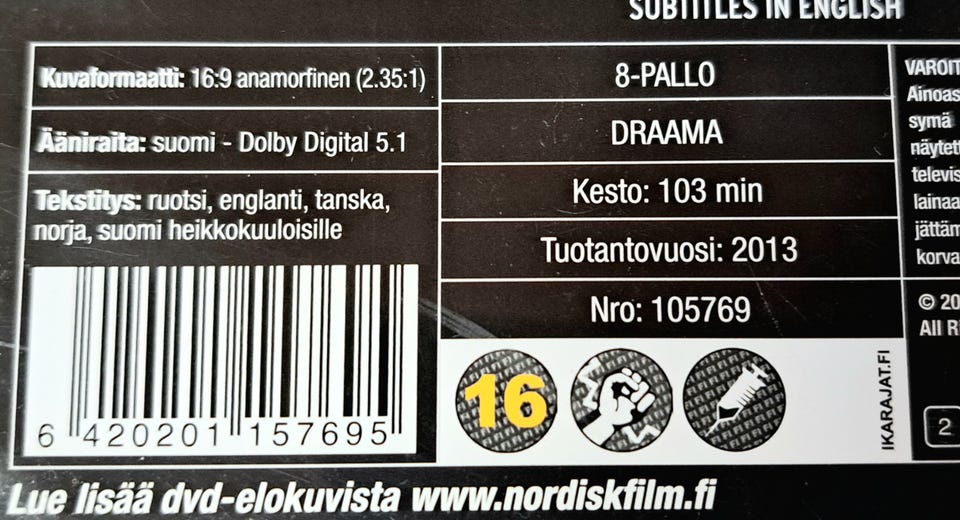 SUBTITLES IN ENGLISH
Kuvaformaatti: 16:9 anamorfinen (2.35:1)
Ääniraita: suomi - Dolby Digital 5.1
Tekstitys: ruotsi, englanti, tanska,
norja, suomi heikkokuuloisille
6 420201 157695
8-PALLO
DRAAMA
Kesto: 103 min
Tuotantovuosi: 2013
Nro: 105769
16
IKARAJAT.FI
VAROIT
Ainoas
symä
näytett
televis
lainaa
jättäm
korva
© 20
All R
2
Lue lisää dvd-elokuvista www.nordiskfilm.fi